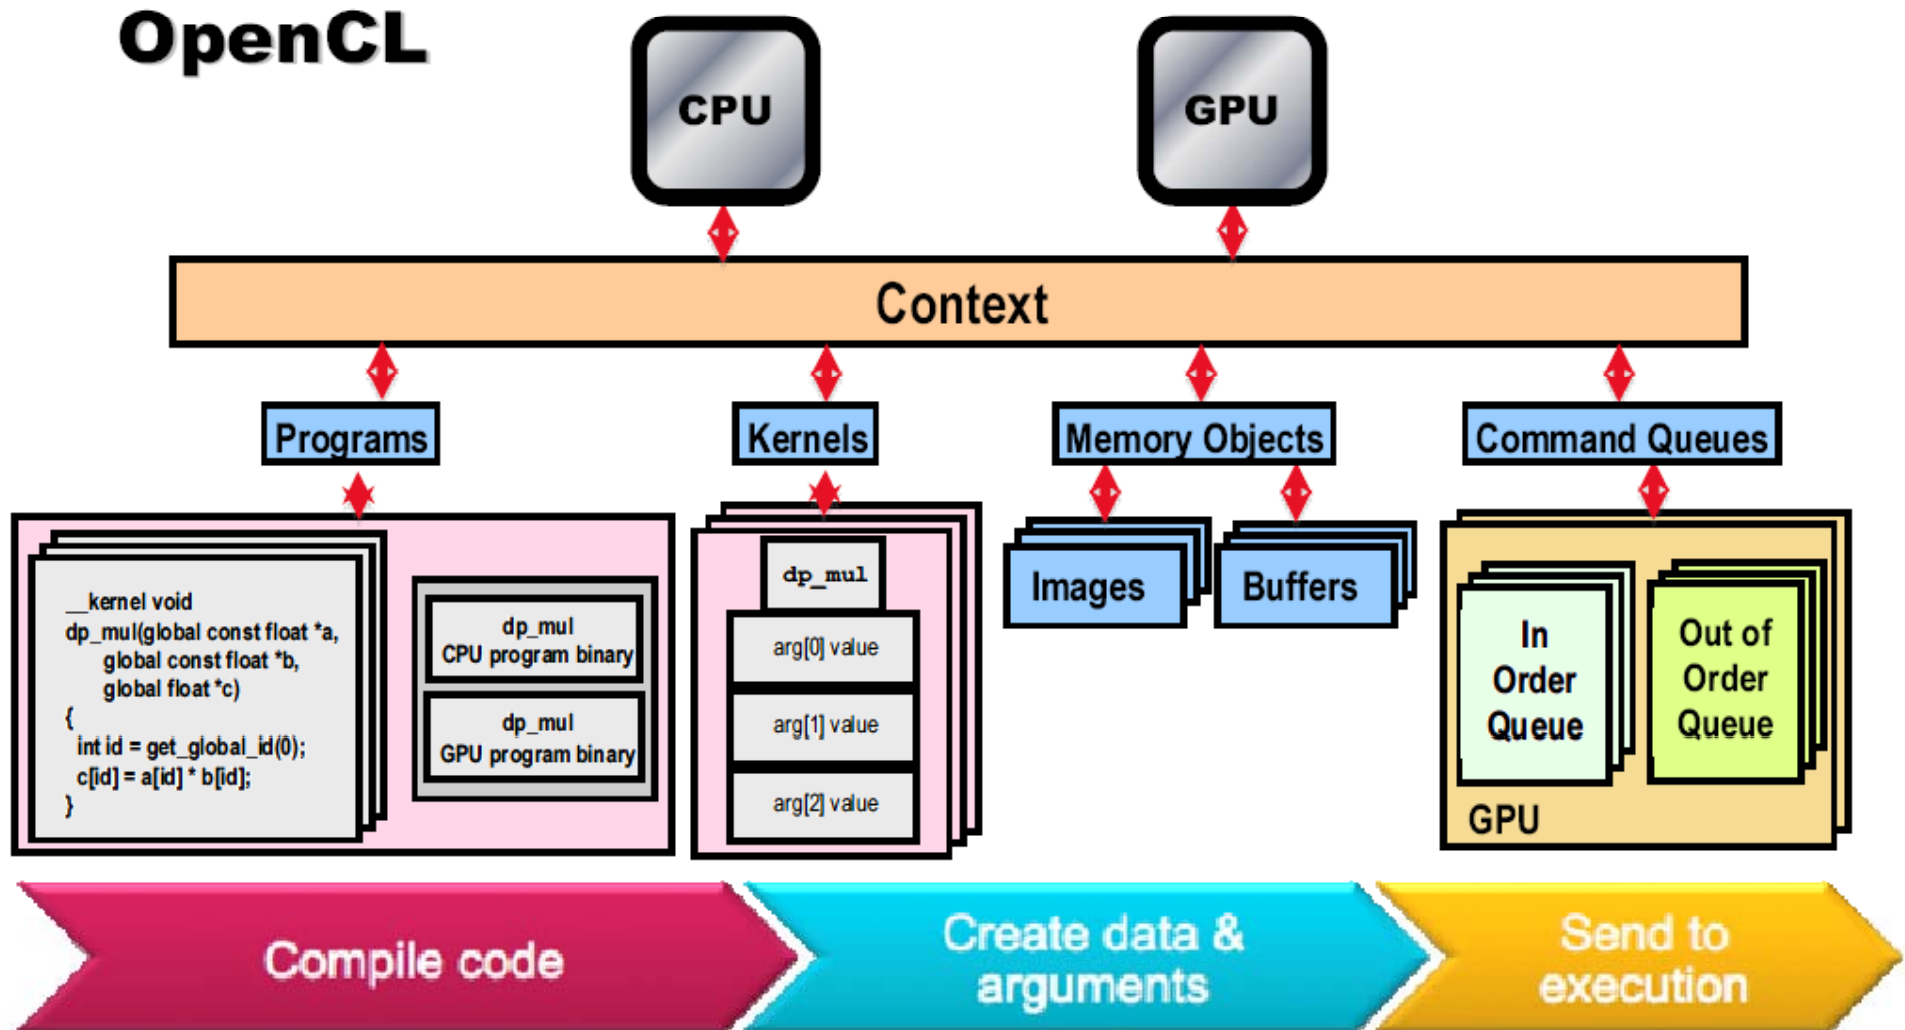 OpenCL
CPU
GPU
Context
Programs
Kernels
Memory Objects
Command Queues
__kernel void
dp_mul(global const float *a,
global const float *b,
global float *c)
{
int id = get_global_id(0);
c[id] = a[id] * b[id];
}
dp_mul
CPU program binary
dp_mul
GPU program binary
dp_mul
arg[0] value
arg[1] value
arg[2] value
Images
Buffers
In
Order
Queue
Out of
Order
Queue
GPU
Compile code
Create data &
arguments
Send to
execution